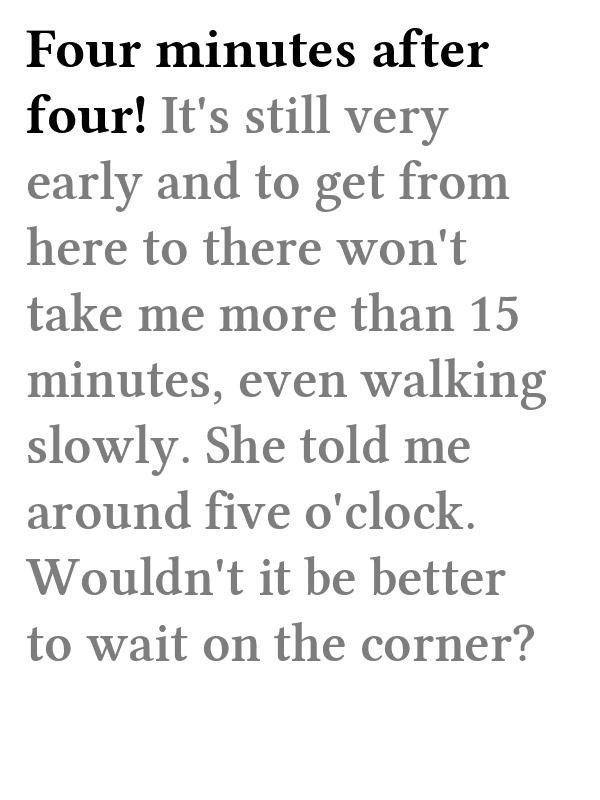 Four minutes after
four! It's still very
early and to get from
here to there won't
take me more than 15
minutes, even walking
slowly. She told me
around five o'clock.
Wouldn't it be better
to wait on the corner?